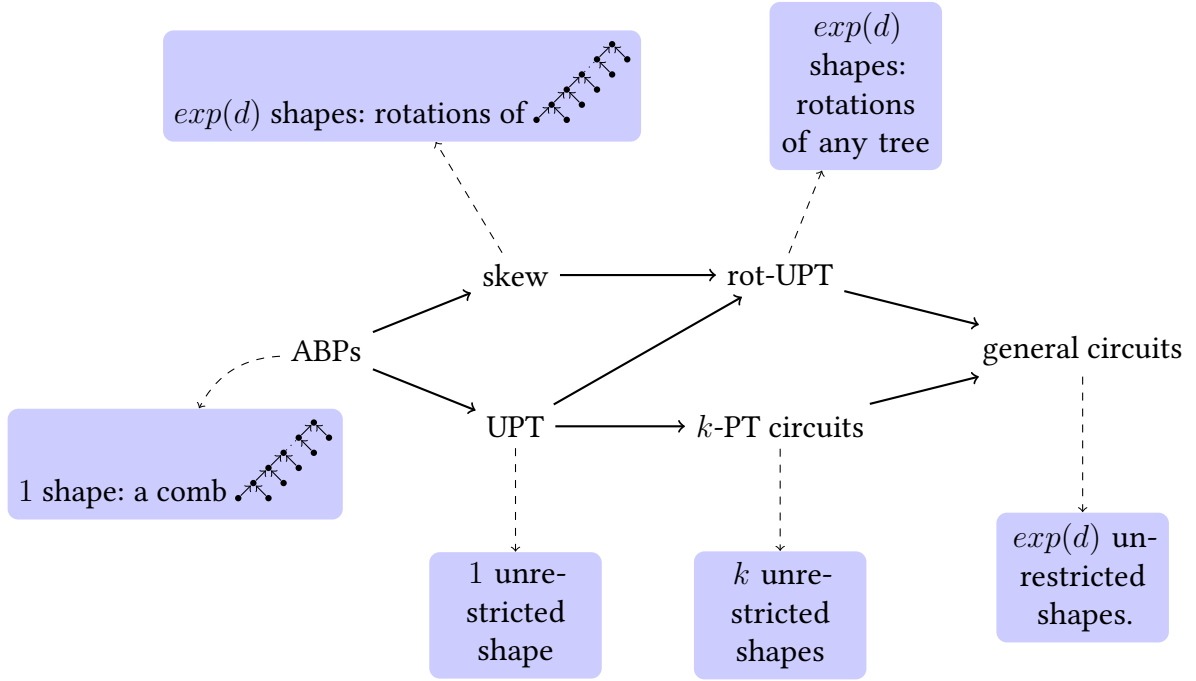 exp(d)
shapes:
rotations
of any tree
exp(d) shapes: rotations of
skew
rot-UPT
ABPs
general circuits
UPT
k-PT circuits
1 shape: a comb
exp(d) un-
restricted
shapes.
1 unre-
stricted
shape
k unre-
stricted
shapes